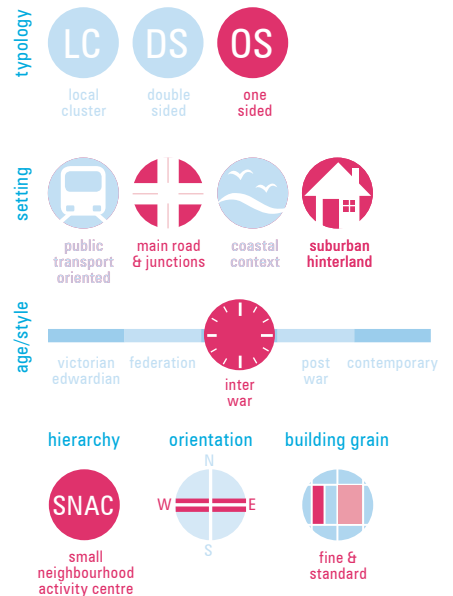 typology
LC DS OS
local
cluster
double
sided
one
sided
setting
public
transport
oriented
main road
& junctions
coastal
context
suburban
hinterland
age/style
victorian
edwardian
federation
inter
war
post
war
contemporary
hierarchy
orientation
building grain
SNAC
small
neighbourhood
activity centre
N
W E
S
fine &
standard